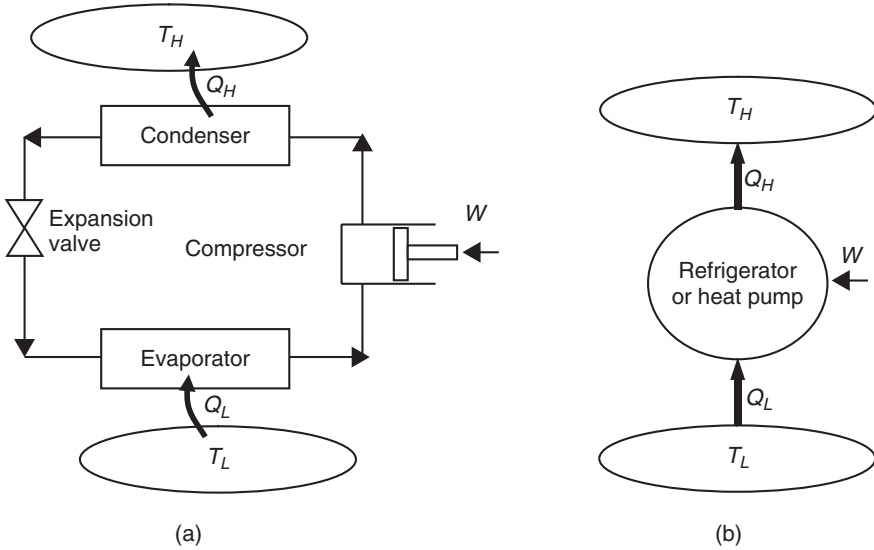 T_H
Q_H
Condenser
Expansion
valve
Compressor
W
Evaporator
Q_L
T_L
(a)
T_H
Q_H
Refrigerator
or heat pump
W
Q_L
T_L
(b)